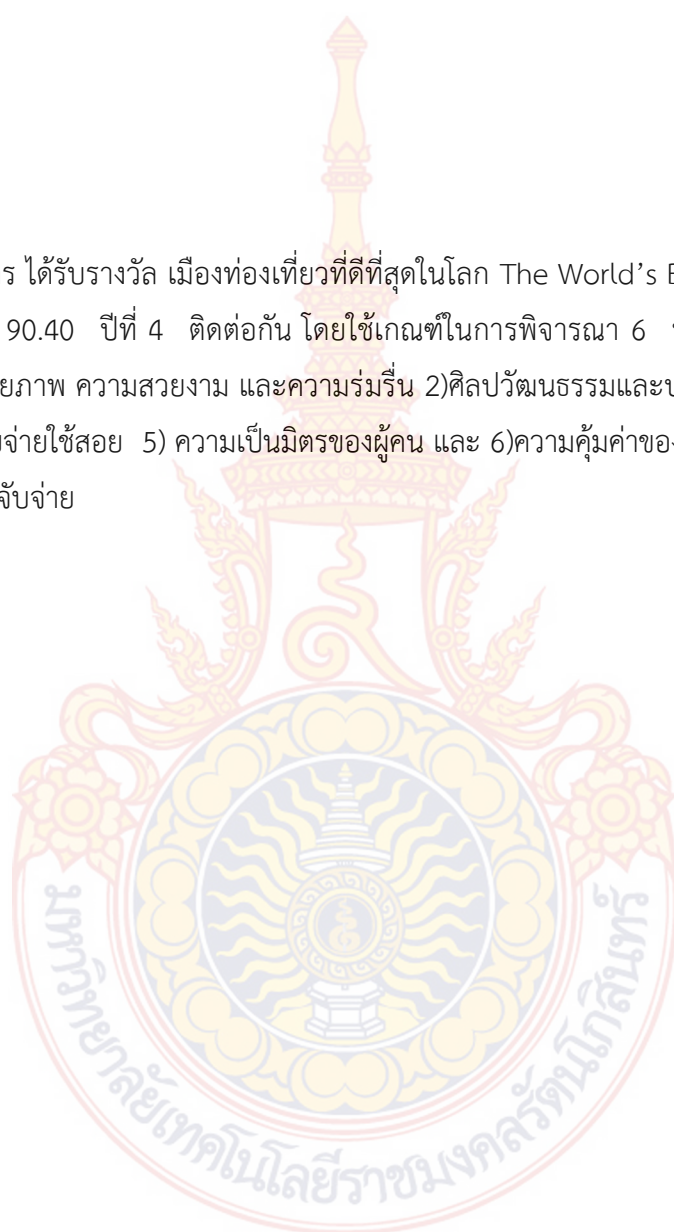 ร ได้รับรางวัล เมืองท่องเที่ยวที่ดีที่สุดในโลก The World's
90.40 ปีที่ 4 ติดต่อกัน โดยใช้เกณฑ์ในการพิจารณา 6
ยภาพ ความสวยงาม และความร่มรื่น 2)ศิลปวัฒนธรรมและ
จ่ายใช้สอย 5) ความเป็นมิตรของผู้คน และ 6)ความคุ้มค่าของ
จับจ่าย
มหาวิทยาลัยเทคโนโลยีราชมงคลรัตนโกสินทร์